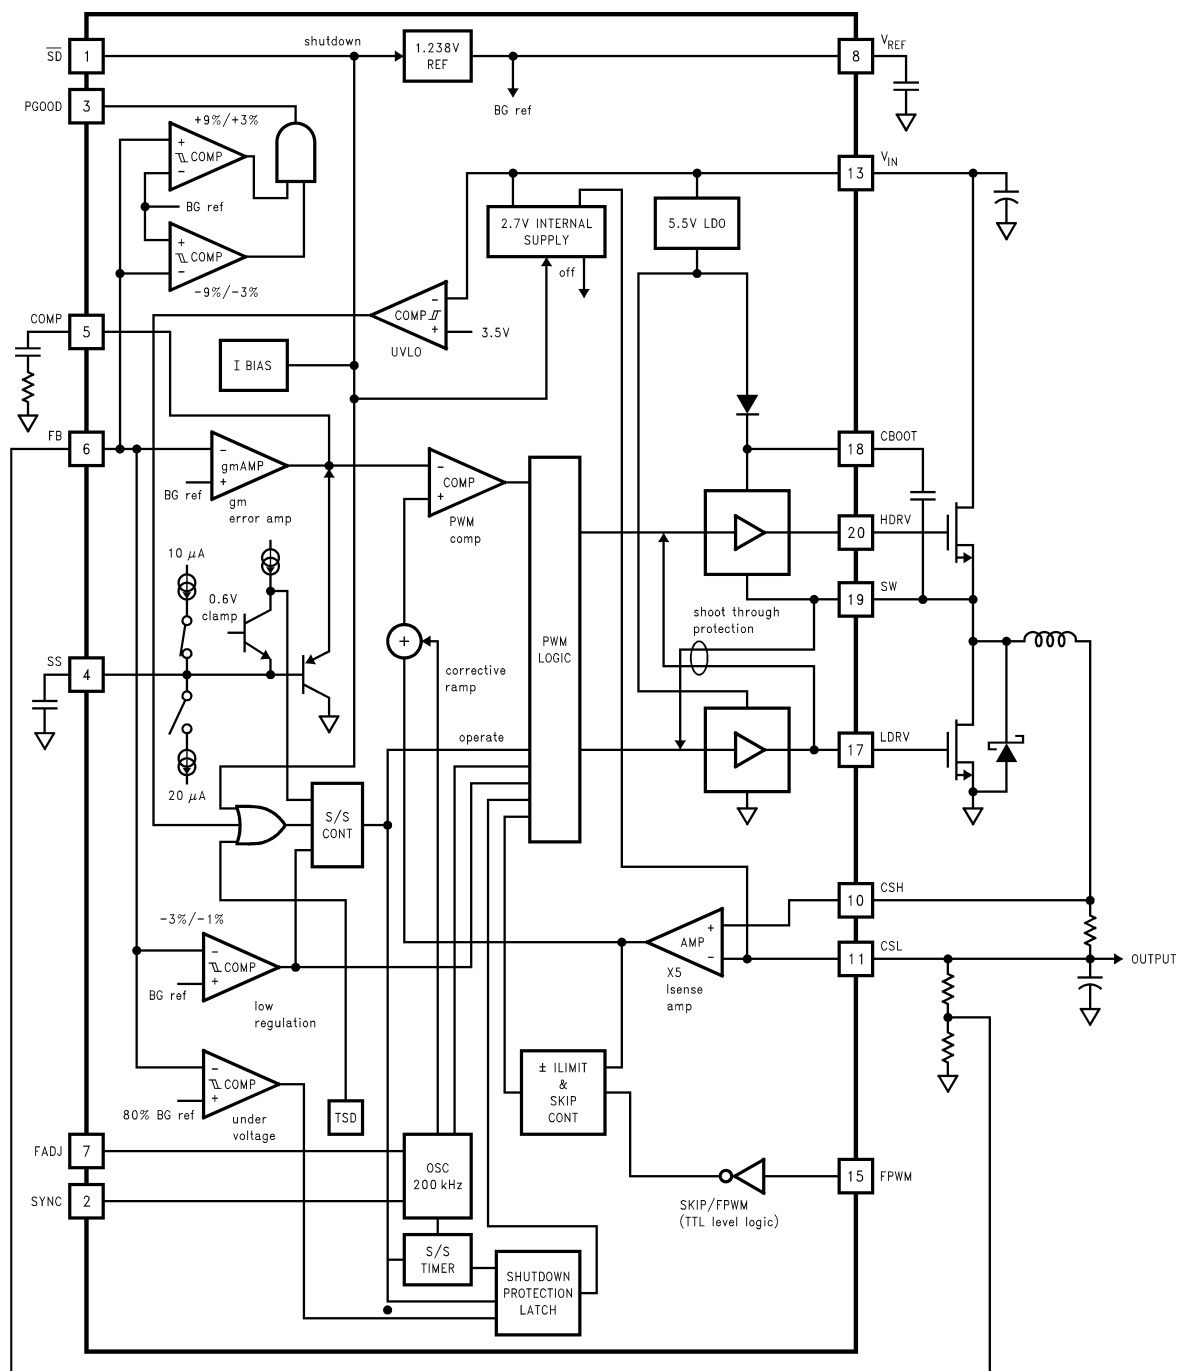 shutdown
SD
1
1.238V
REF
8
VREF
BG ref
PGOOD
3
+9%/+3%
+
COMP
-
BG ref
+
COMP
-
-9%/-3%
13
VIN
2.7V INTERNAL
SUPPLY
off
5.5V LDO
-
COMP
+
3.5V
UVLO
COMP
5
I BIAS
FB
6
-
gmAMP
+
BG ref
gm
error amp
-
COMP
+
PWM
comp
18
CBOOT
20
HDRV
19
SW
shoot through
protection
10 μA
0.6V
clamp
+
PWM
LOGIC
SS
4
corrective
ramp
20 μA
operate
17
LDRV
S/S
CONT
-3%/-1%
-
COMP
+
BG ref
low
regulation
+
AMP
-
X5
Isense
amp
10
CSH
11
CSL
OUTPUT
-
COMP
+
80% BG ref
under
voltage
TSD
± ILIMIT
&
SKIP
CONT
FADJ
7
SYNC
2
OSC
200 kHz
15
FPWM
SKIP/FPWM
(TTL level logic)
S/S
TIMER
SHUTDOWN
PROTECTION
LATCH